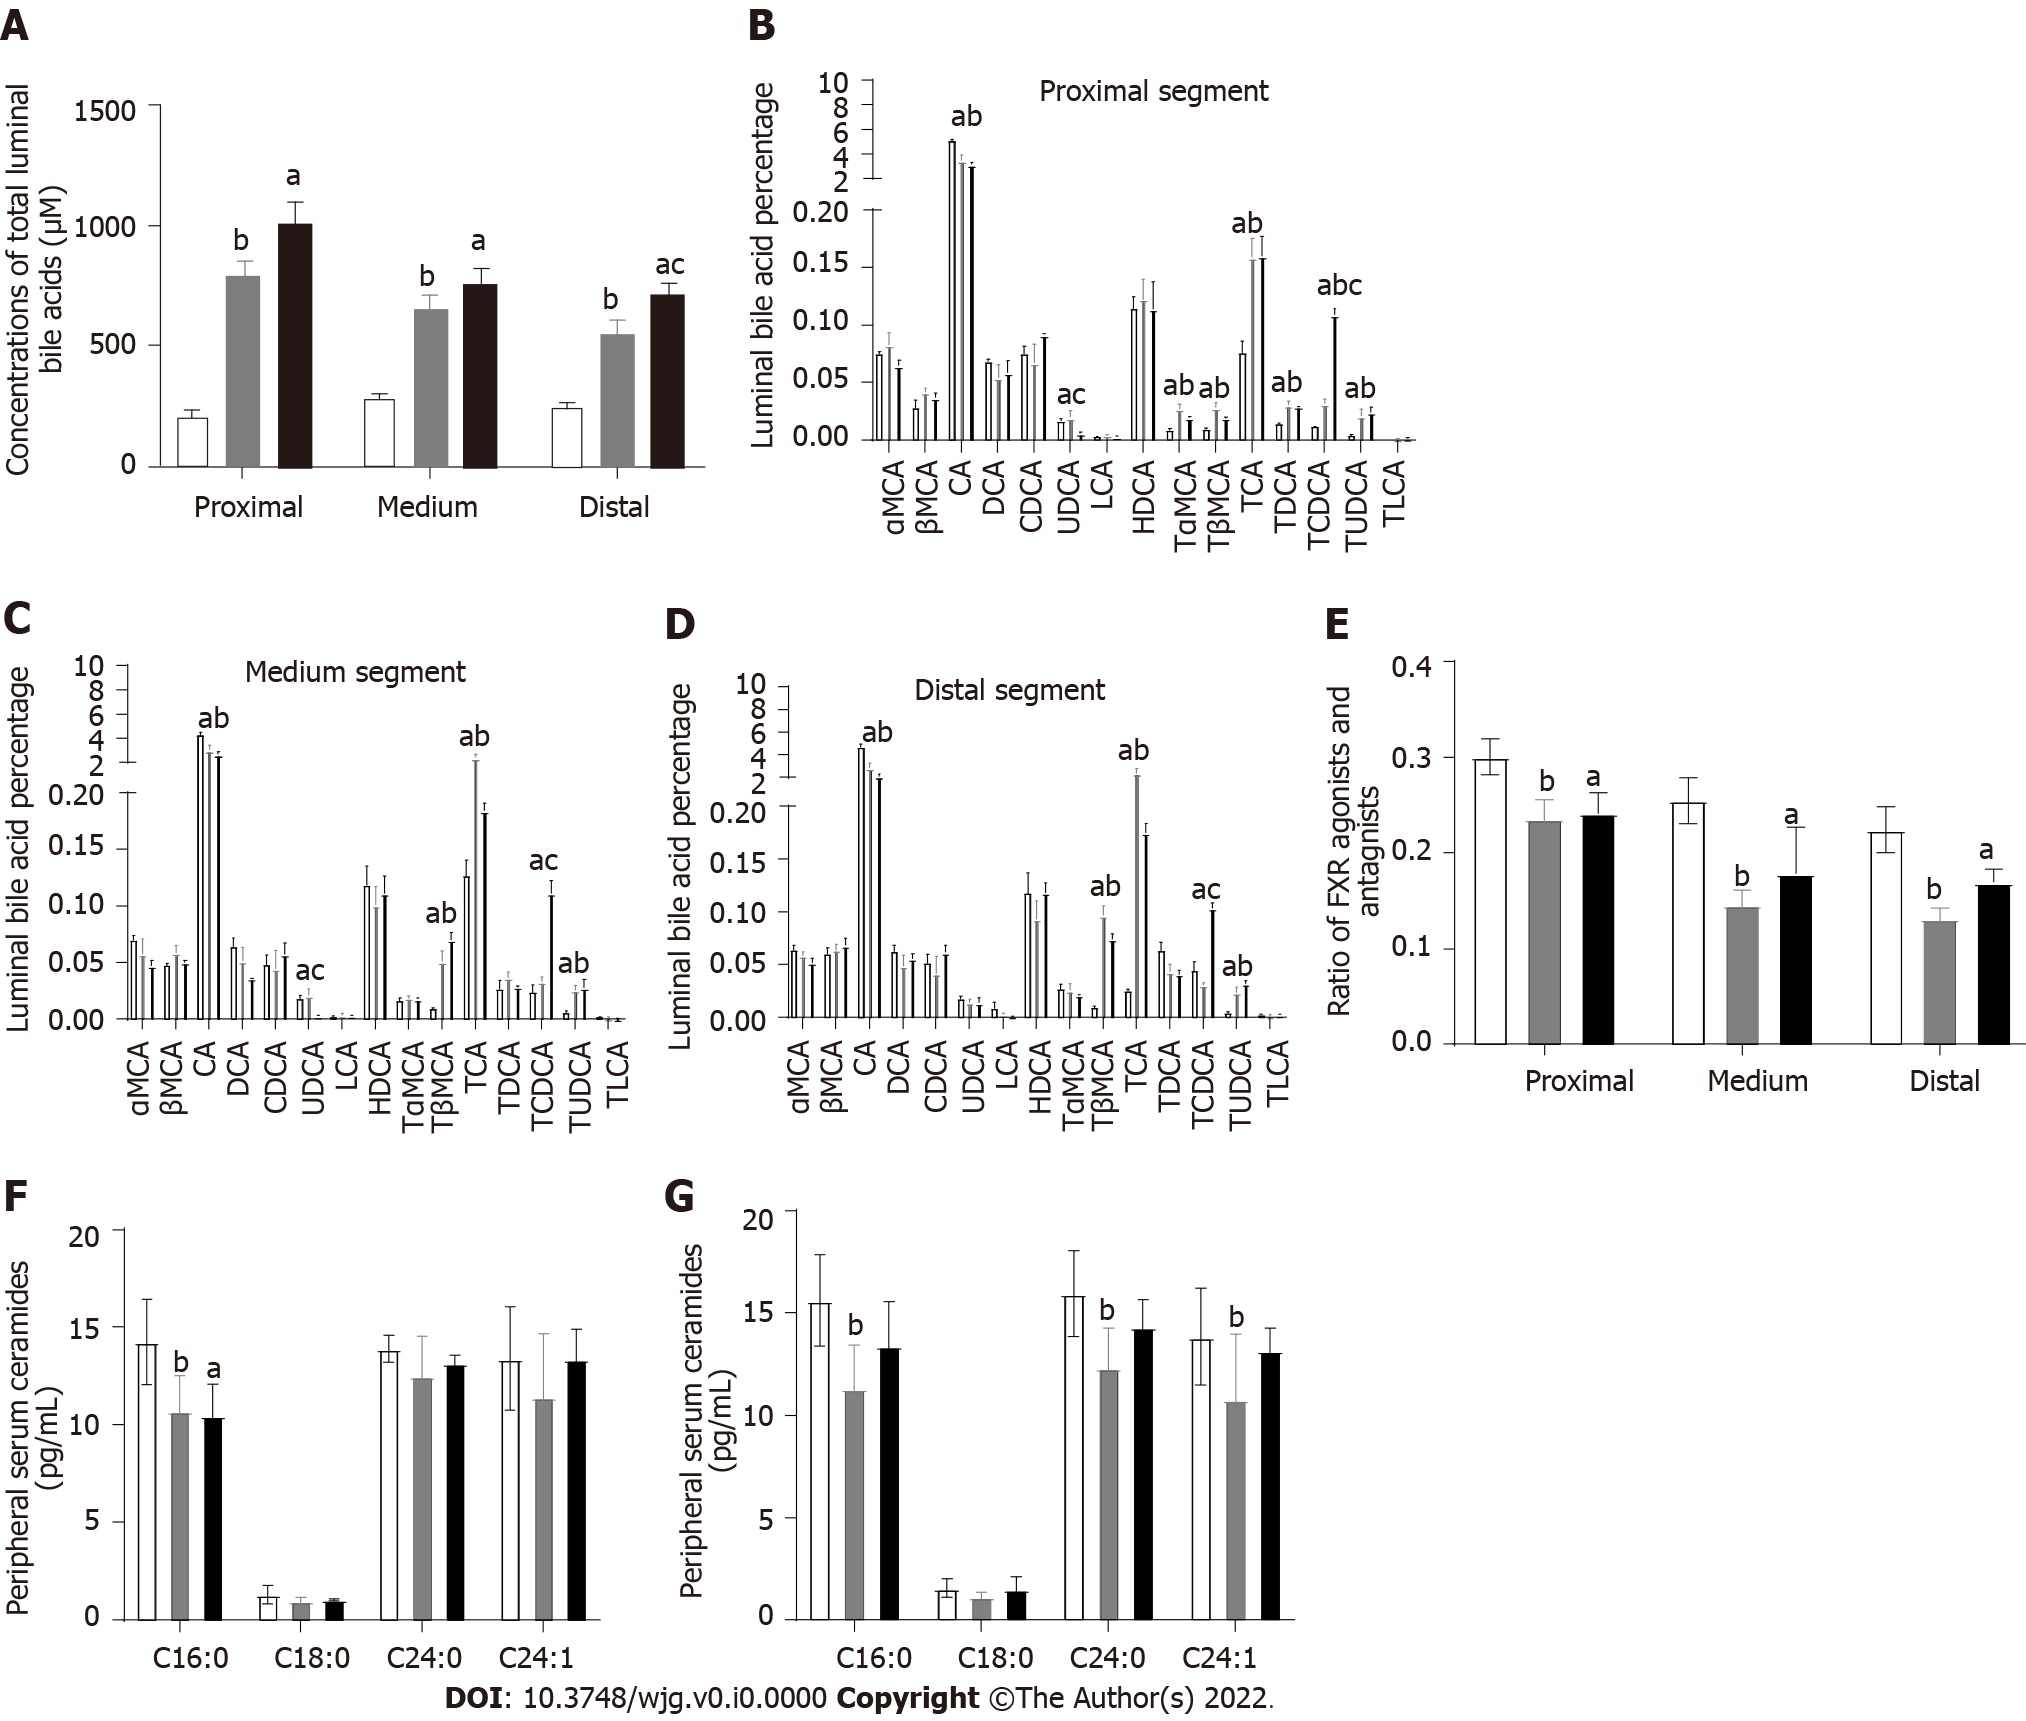 A
Concentrations of total luminal
bile acids (μM)
1500
1000
500
0
b
a
b
a
b
ac
Proximal
Medium
Distal
B
Luminal bile acid percentage
Proximal segment
10
8
6
4
2
0.20
0.15
0.10
0.05
0.00
ab
ac
ab
ab
ab
ab
abc
ab
αMCA
βMCA
CA
DCA
CDCA
UDCA
LCA
HDCA
TαMCA
TβMCA
TCA
TDCA
TCDCA
TUDCA
TLCA
C
Luminal bile acid percentage
Medium segment
10
8
6
4
2
0.20
0.15
0.10
0.05
0.00
ab
ac
ab
ab
ac
ab
αMCA
βMCA
CA
DCA
CDCA
UDCA
LCA
HDCA
TαMCA
TβMCA
TCA
TDCA
TCDCA
TUDCA
TLCA
D
Luminal bile acid percentage
Distal segment
10
8
6
4
2
0.20
0.15
0.10
0.05
0.00
ab
ab
ab
ac
ab
αMCA
βMCA
CA
DCA
CDCA
UDCA
LCA
HDCA
TαMCA
TβMCA
TCA
TDCA
TCDCA
TUDCA
TLCA
E
Ratio of FXR agonists and
antagnists
0.4
0.3
0.2
0.1
0.0
b
a
b
a
b
a
Proximal
Medium
Distal
F
Peripheral serum ceramides
(pg/mL)
20
15
10
5
0
b
a
C16:0
C18:0
C24:0
C24:1
G
Peripheral serum ceramides
(pg/mL)
20
15
10
5
0
b
b
b
C16:0
C18:0
C24:0
C24:1
DOI: 10.3748/wjg.v0.i0.0000 Copyright ©The Author(s) 2022.